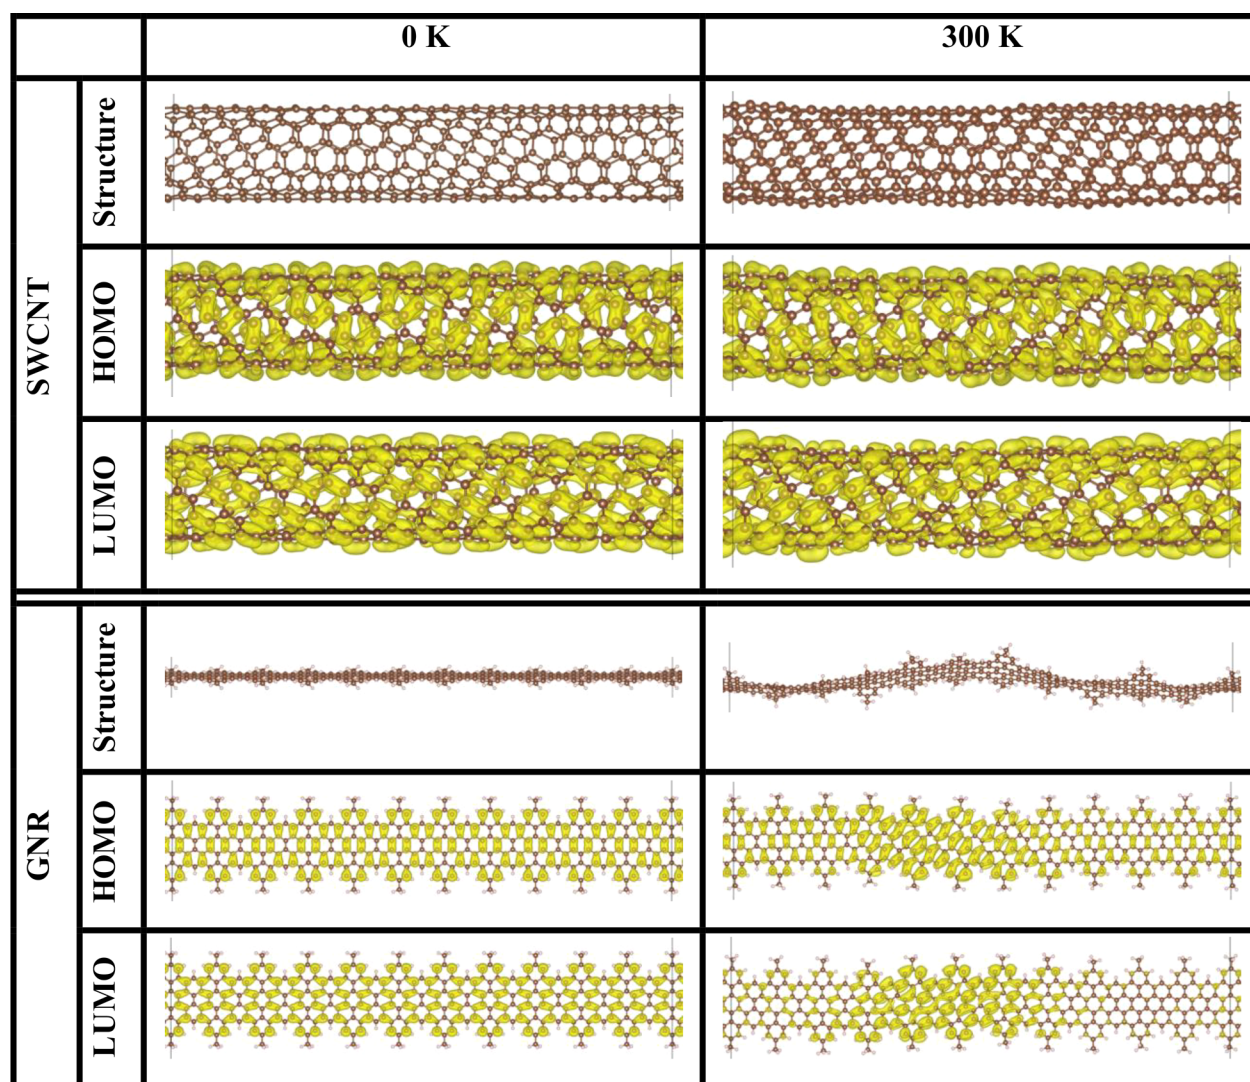 0 K
300 K
SWCNT
Structure
HOMO
LUMO
GNR
Structure
HOMO
LUMO